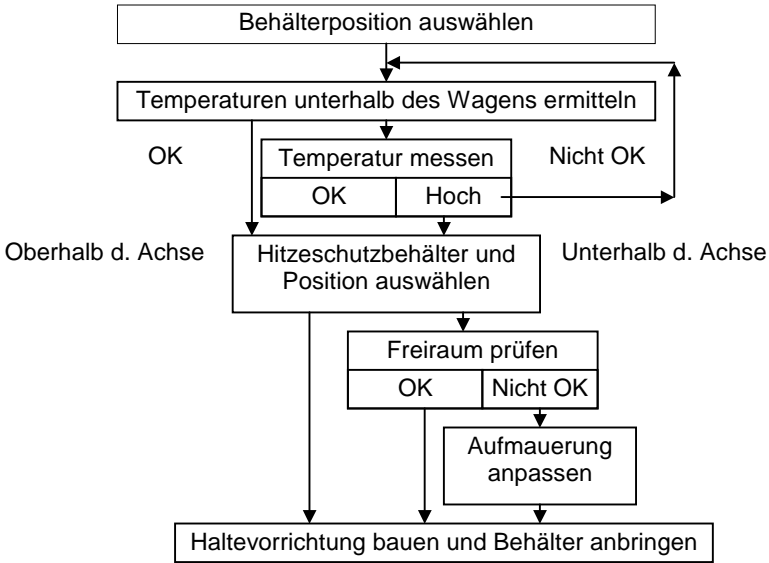 Behälterposition auswählen
Temperaturen unterhalb des Wagens ermitteln
OK
Temperatur messen
Nicht OK
OK
Hoch
Oberhalb d. Achse
Hitzeschutzbehälter und
Position auswählen
Unterhalb d. Achse
Freiraum prüfen
OK
Nicht OK
Aufmauerung
anpassen
Haltevorrichtung bauen und Behälter anbringen